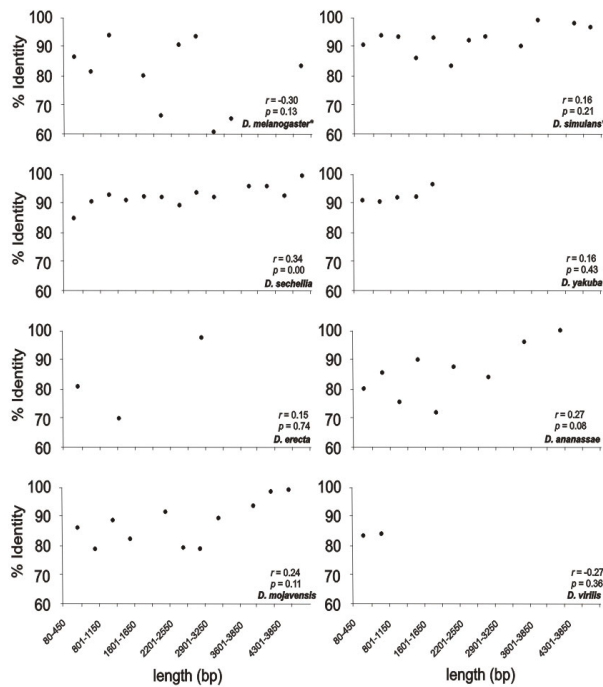 100
90
80
70
60
% Identity
r = -0.30
p = 0.13
D. melanogaster*
100
90
80
70
60
r = 0.16
p = 0.21
D. simulans*
100
90
80
70
60
% Identity
r = 0.34
p = 0.00
D. sechellia
100
90
80
70
60
r = 0.16
p = 0.43
D. yakuba
100
90
80
70
60
% Identity
r = 0.15
p = 0.74
D. erecta
100
90
80
70
60
r = 0.27
p = 0.08
D. ananassae
100
90
80
70
60
% Identity
r = 0.24
p = 0.11
D. mojavensis
100
90
80
70
60
r = -0.27
p = 0.36
D. virilis
80-450
801-1150
1601-1650
2201-2550
2901-3250
3601-3850
4301-3850
length (bp)
80-450
801-1150
1601-1650
2201-2550
2901-3250
3601-3850
4301-3850
length (bp)